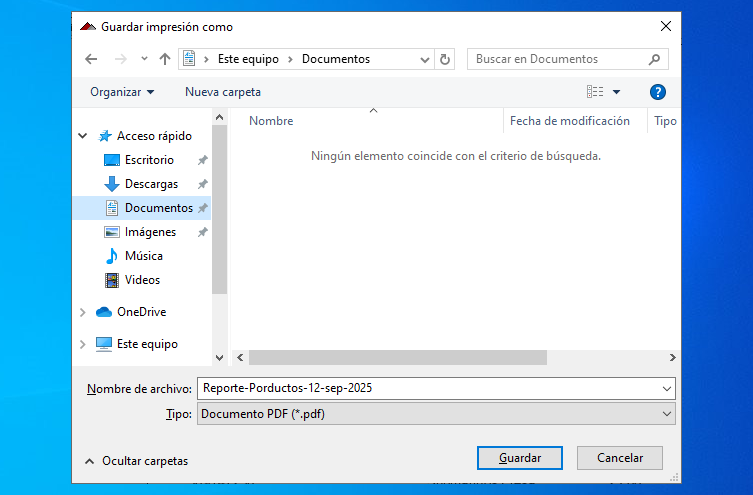 Guardar impresión como
Este equipo Documentos
Buscar en Documentos
Organizar Nueva carpeta
Nombre Fecha de modificación Tipo
Ningún elemento coincide con el criterio de búsqueda.
Acceso rápido
Escritorio
Descargas
Documentos
Imágenes
Música
Videos
OneDrive
Este equipo
Nombre de archivo: Reporte-Porductos-12-sep-2025
Tipo: Documento PDF (*.pdf)
Ocultar carpetas Guardar Cancelar